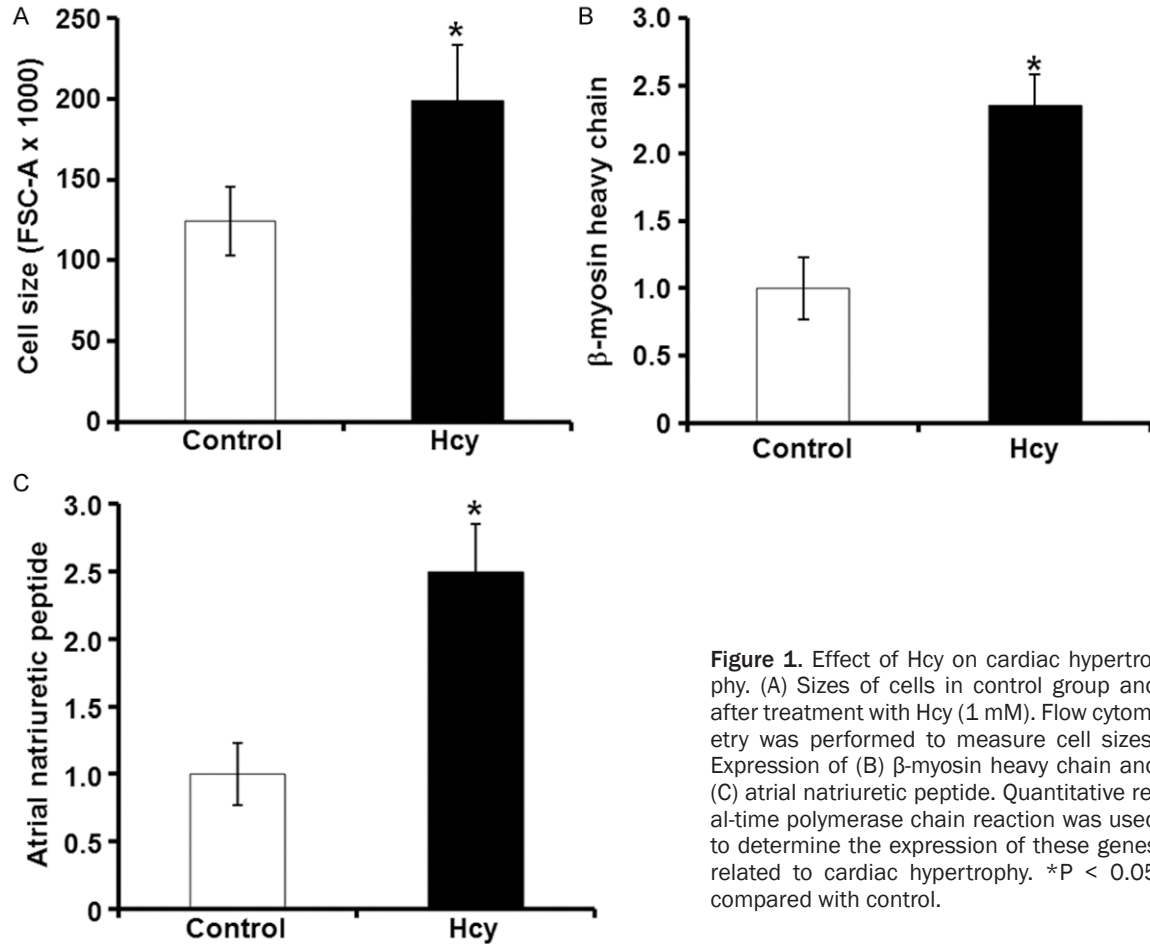 A
Cell size (FSC-A x 1000)
250
200
150
100
50
0
*
Control
Hcy
B
β-myosin heavy chain
3.0
2.5
2.0
1.5
1.0
0.5
0
*
Control
Hcy
C
Atrial natriuretic peptide
3.0
2.5
2.0
1.5
1.0
0.5
0
*
Control
Hcy
Figure 1. Effect of Hcy on cardiac hypertro-
phy. (A) Sizes of cells in control group and
after treatment with Hcy (1 mM). Flow cytom-
etry was performed to measure cell sizes
Expression of (B) β-myosin heavy chain and
(C) atrial natriuretic peptide. Quantitative re-
al-time polymerase chain reaction was used
to determine the expression of these genes
related to cardiac hypertrophy. *P < 0.05
compared with control.